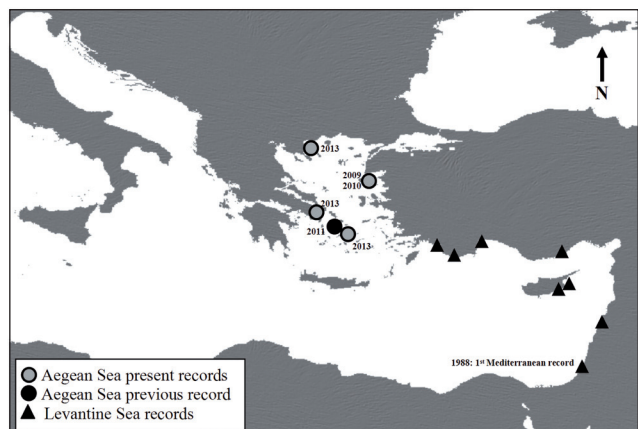 N
2013
2009
2010
2013
2011
2013
1988: 1st Mediterranean record
Aegean Sea present records
Aegean Sea previous record
Levantine Sea records